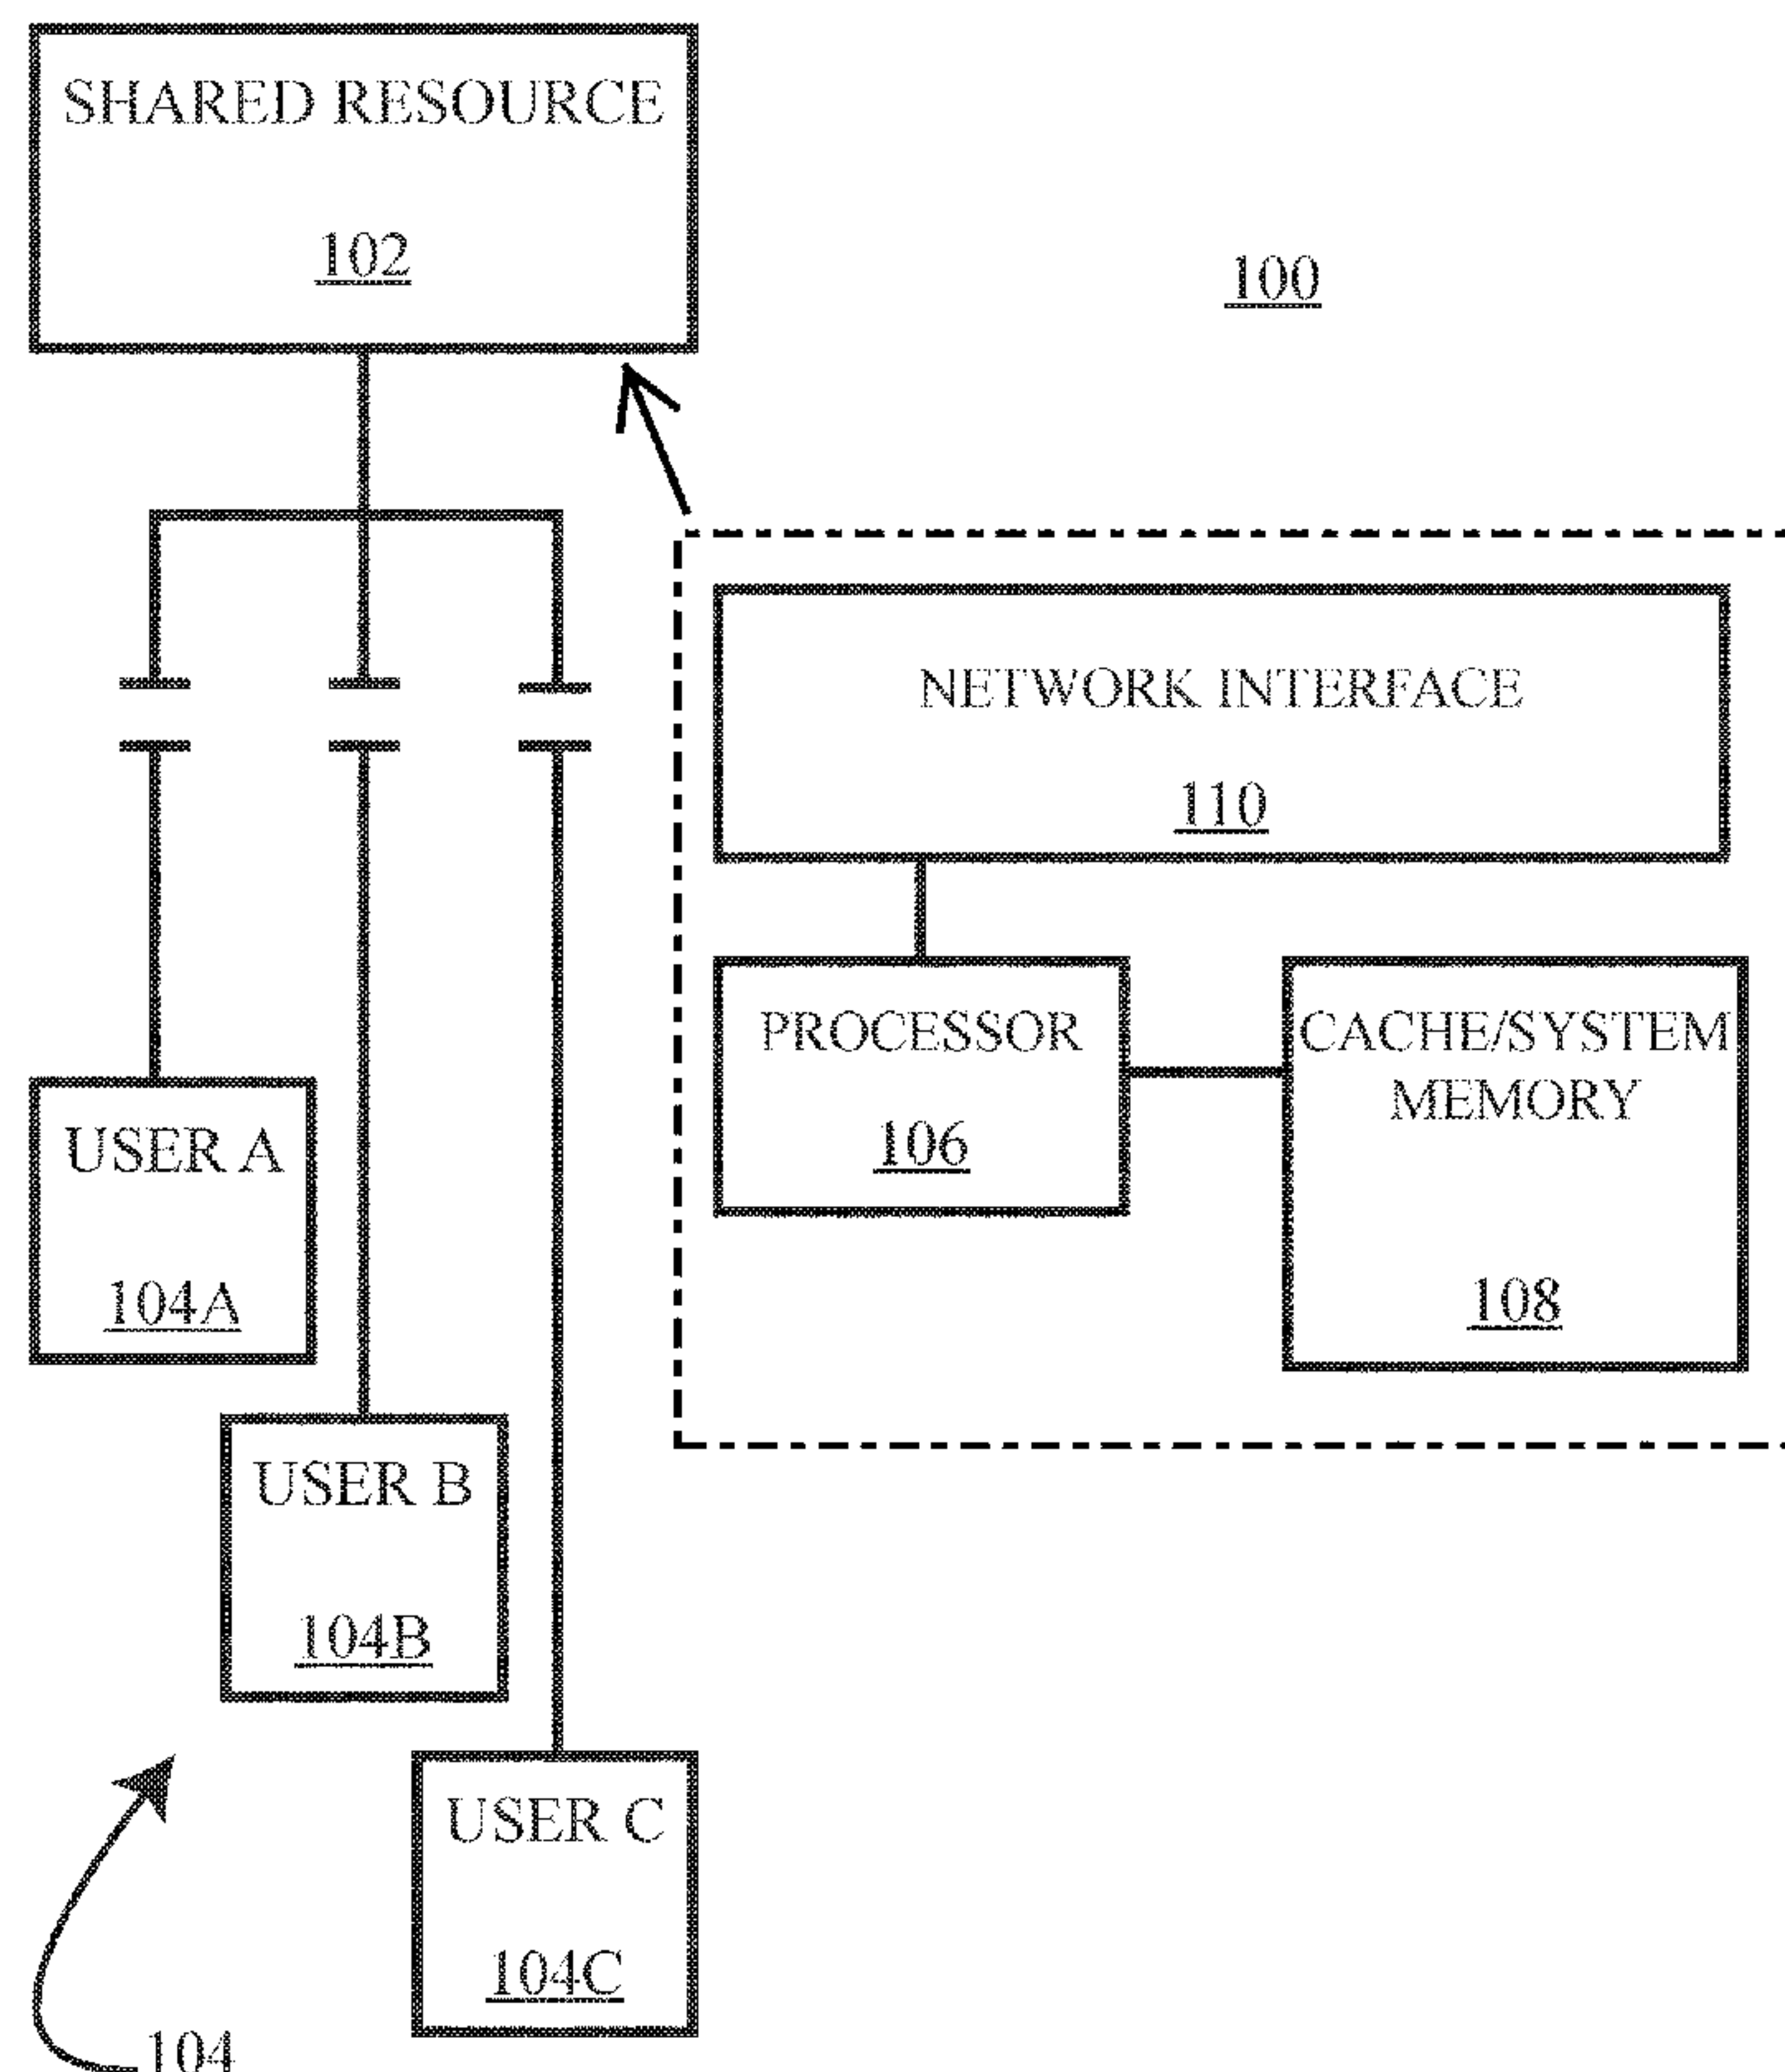 SHARED RESOURCE
102
100
NETWORK INTERFACE
110
PROCESSOR
106
CACHE/SYSTEM
MEMORY
108
USER A
104A
USER B
104B
USER C
104C
104